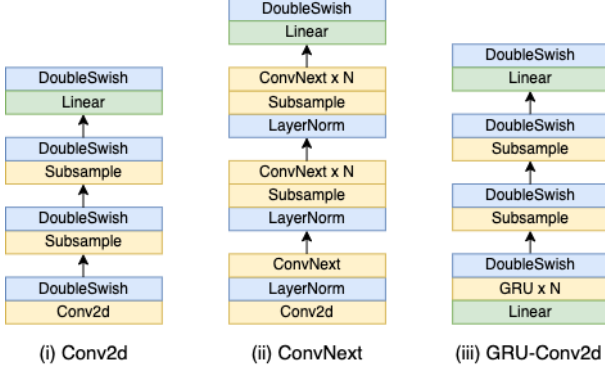 DoubleSwish
Linear
DoubleSwish
Subsample
DoubleSwish
Subsample
DoubleSwish
Conv2d
(i) Conv2d
DoubleSwish
Linear
ConvNext x N
Subsample
LayerNorm
ConvNext x N
Subsample
LayerNorm
ConvNext
LayerNorm
Conv2d
(ii) ConvNext
DoubleSwish
Linear
DoubleSwish
Subsample
DoubleSwish
Subsample
DoubleSwish
GRU x N
Linear
(iii) GRU-Conv2d